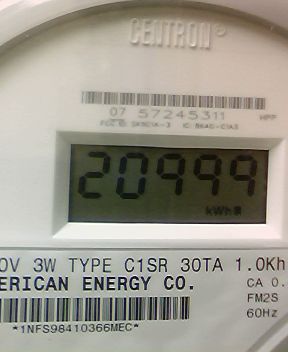 CENTRON®
07 57245311 HPP
20999
kWh
0V 3W TYPE C1SR 30TA 1.0Kh
ERICAN ENERGY CO. CA 0.
FM2S
60Hz
*1NFS98410366MEC*